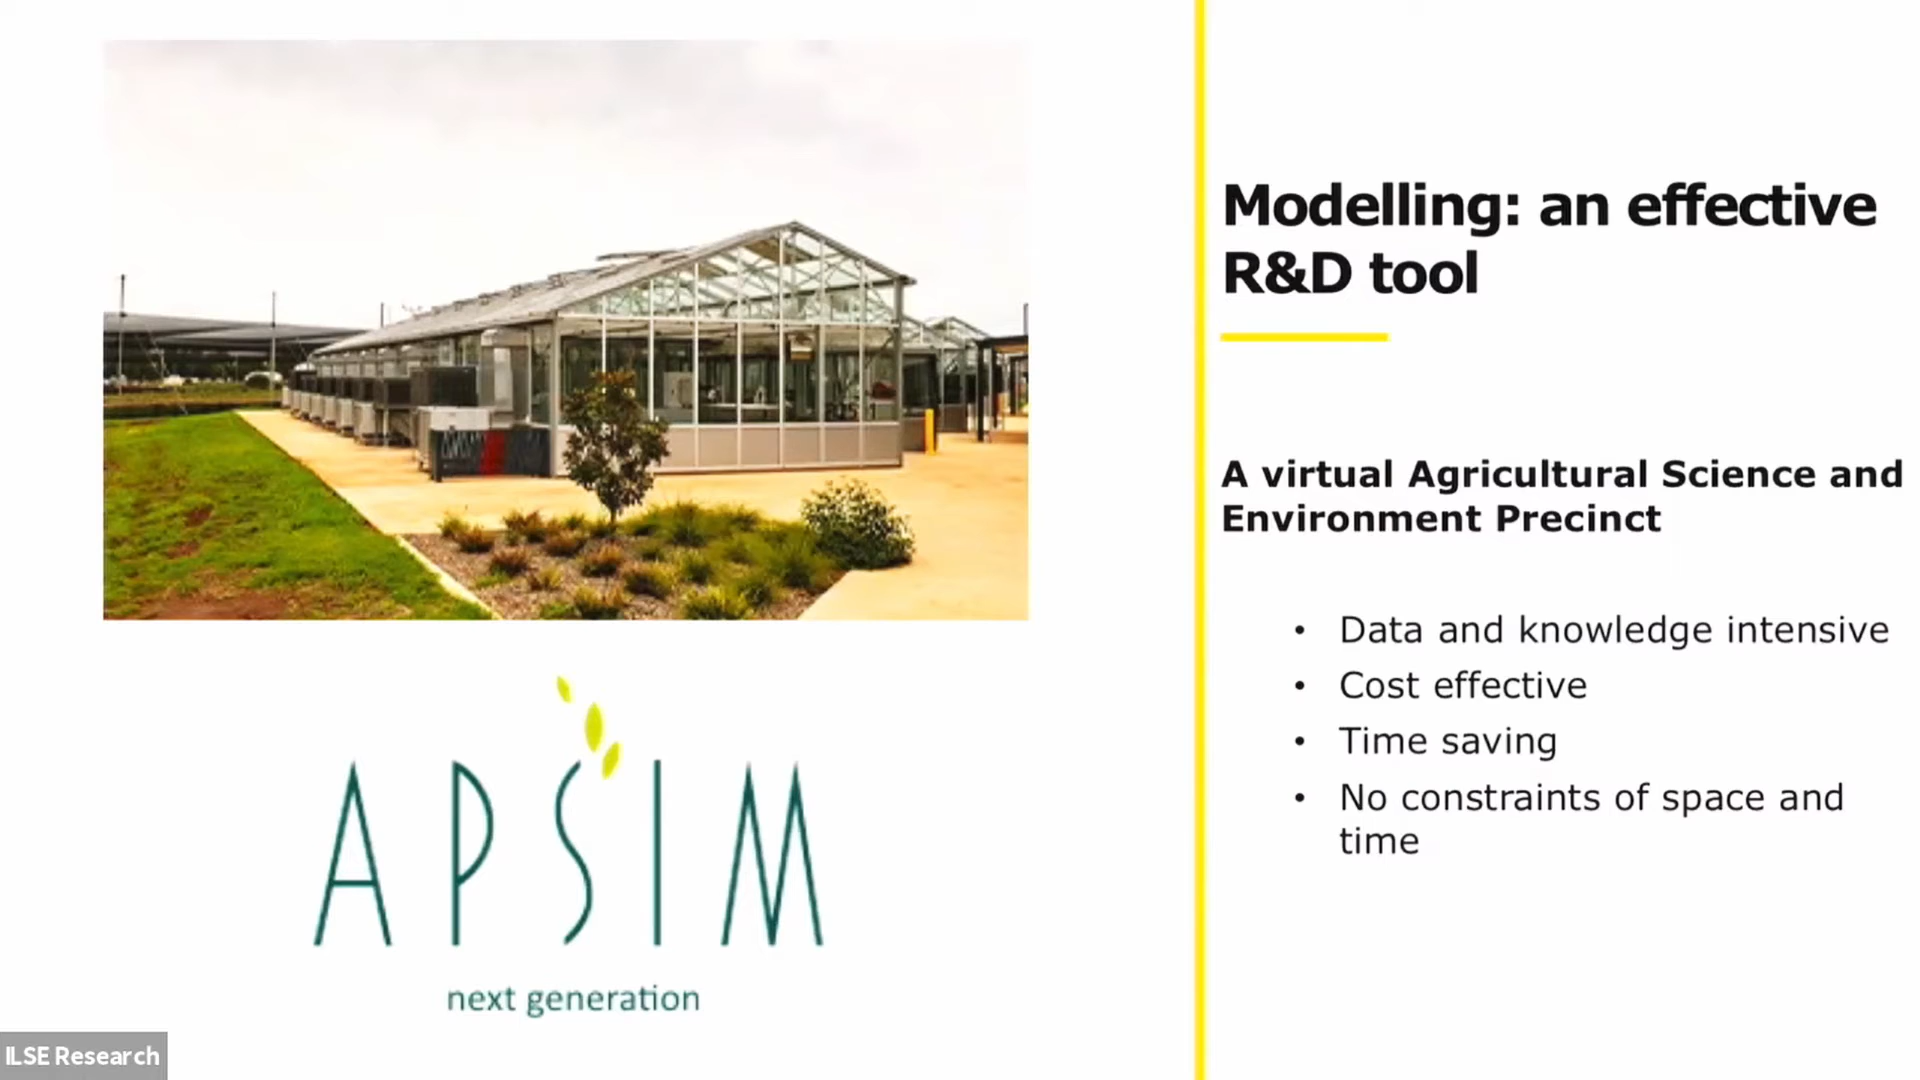 Modelling: an effective
R&D tool
A virtual Agricultural Science and
Environment Precinct
• Data and knowledge intensive
• Cost effective
• Time saving
• No constraints of space and
time
APSIM
next generation
ILSE Research